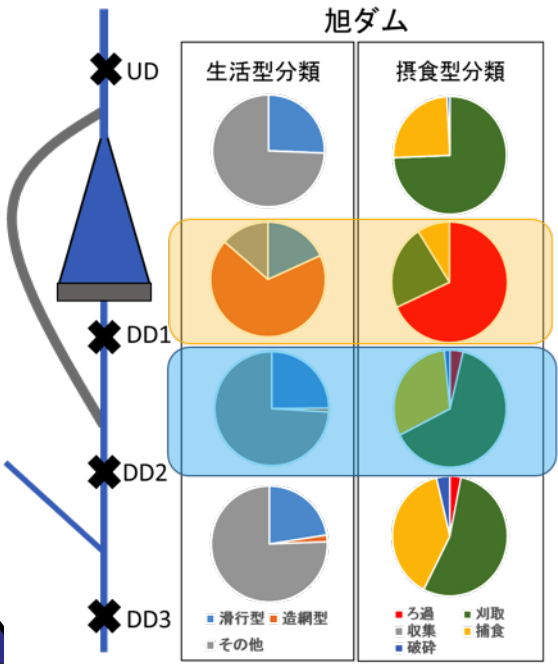 旭ダム
生活型分類
摂食型分類
UD
DD1
DD2
DD3
滑行型 造網型
その他
ろ過 刈取
収集 捕食
破砕